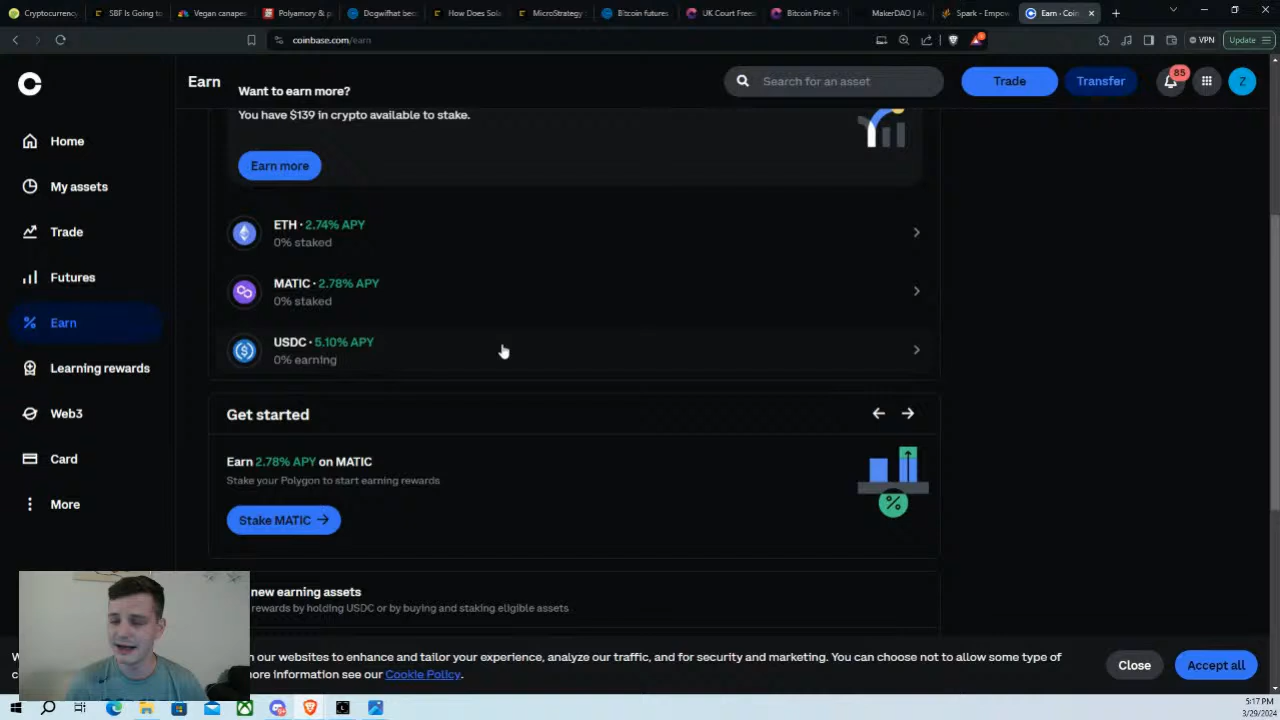 Cryptocurrency
SBF Is Going to
Vegan canapes
Polyamory & p
Dogwifhat bec
How Does Sola
MicroStrategy
Bitcoin futures
UK Court Free
Bitcoin Price P
MakerDAO | A
Spark – Empow
Earn - Coin
coinbase.com/earn
VPN
Update
Earn
Want to earn more?
You have $139 in crypto available to stake.
Earn more
Search for an asset
Trade
Transfer
85
Z
Home
My assets
Trade
Futures
Earn
Learning rewards
Web3
Card
More
ETH · 2.74% APY
0% staked
MATIC · 2.78% APY
0% staked
USDC · 5.10% APY
0% earning
Get started
Earn 2.78% APY on MATIC
Stake your Polygon to start earning rewards
Stake MATIC →
new earning assets
rewards by holding USDC or by buying and staking eligible assets
on our websites to enhance and tailor your experience, analyze our traffic, and for security and marketing. You can choose not to allow some type of
more information see our Cookie Policy.
Close
Accept all
5:17 PM
3/29/2024